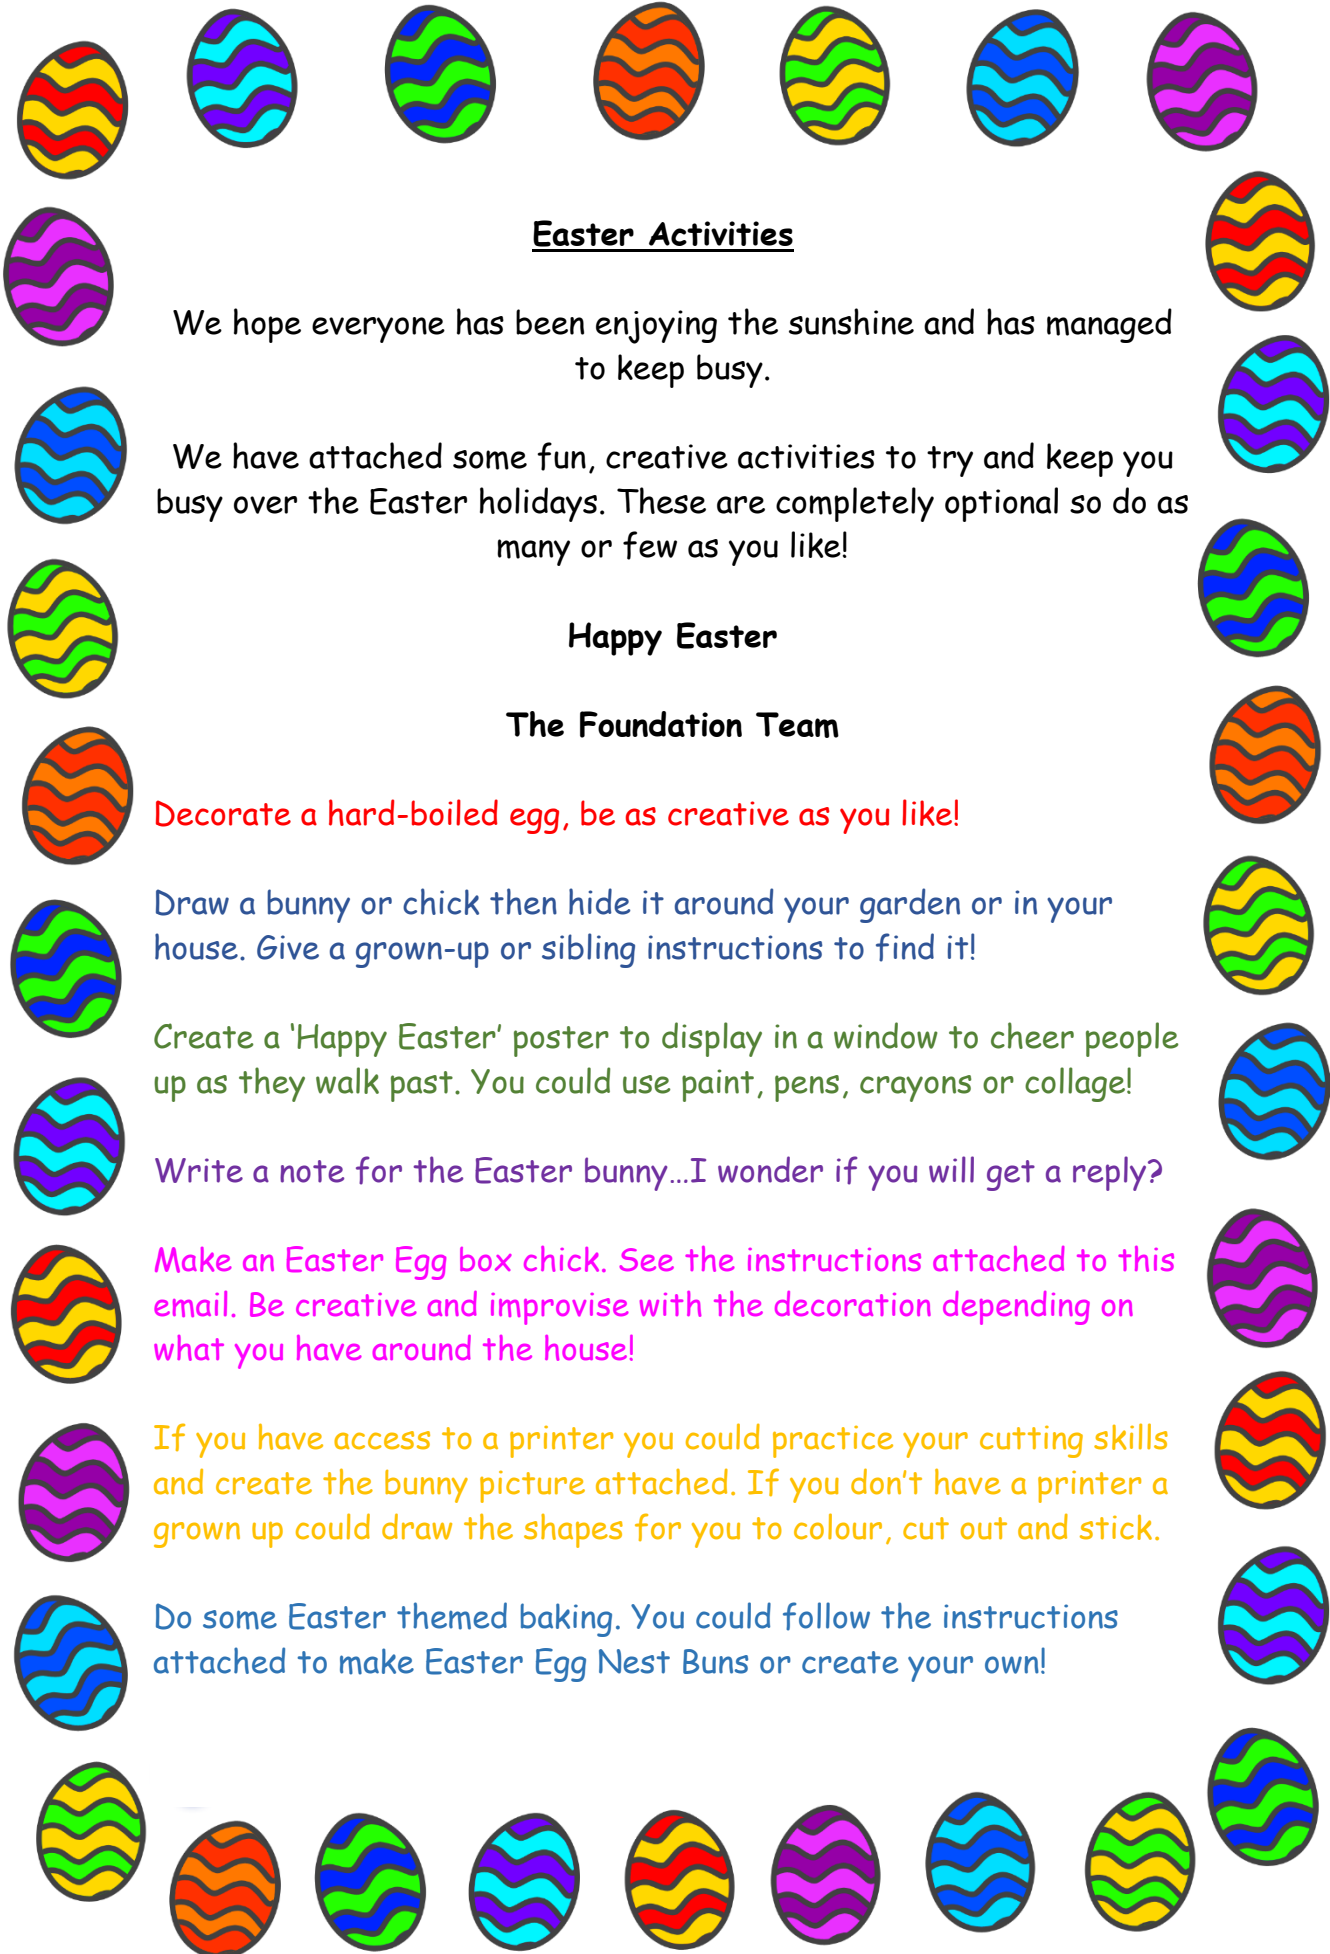 Easter Activities
We hope everyone has been enjoying the sunshine and has managed
to keep busy.
We have attached some fun, creative activities to try and keep you
busy over the Easter holidays. These are completely optional so do as
many or few as you like!
Happy Easter
The Foundation Team
Decorate a hard-boiled egg, be as creative as you like!
Draw a bunny or chick then hide it around your garden or in your
house. Give a grown-up or sibling instructions to find it!
Create a ‘Happy Easter’ poster to display in a window to cheer people
up as they walk past. You could use paint, pens, crayons or collage!
Write a note for the Easter bunny…I wonder if you will get a reply?
Make an Easter Egg box chick. See the instructions attached to this
email. Be creative and improvise with the decoration depending on
what you have around the house!
If you have access to a printer you could practice your cutting skills
and create the bunny picture attached. If you don’t have a printer a
grown up could draw the shapes for you to colour, cut out and stick.
Do some Easter themed baking. You could follow the instructions
attached to make Easter Egg Nest Buns or create your own!